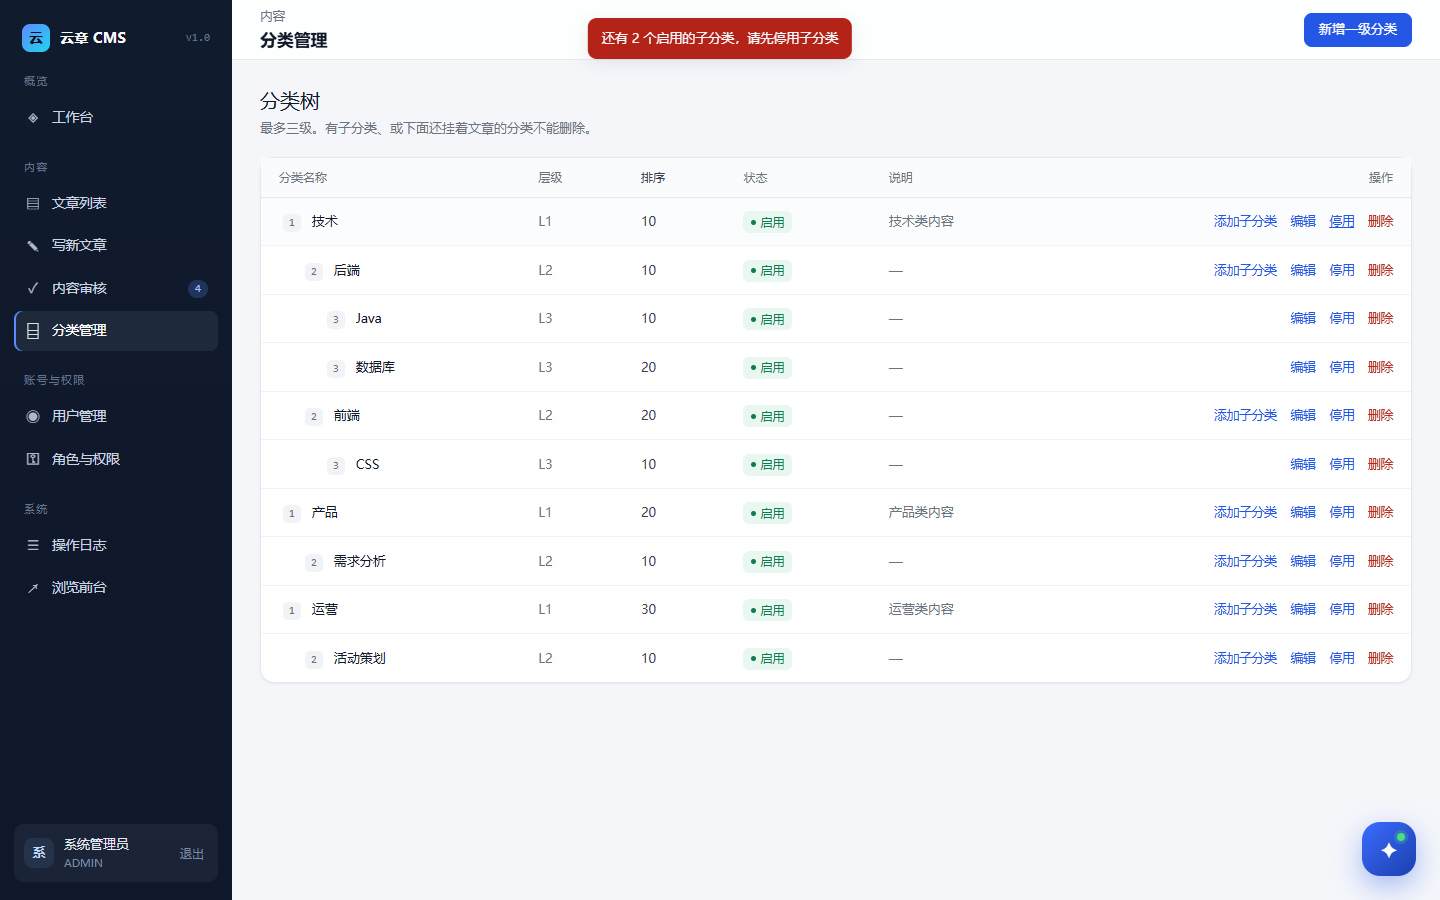 云 云章 CMS v1.0
概览
工作台
内容
文章列表
写新文章
内容审核 4
分类管理
账号与权限
用户管理
角色与权限
系统
操作日志
浏览前台
系 系统管理员 退出
ADMIN
内容
分类管理
还有 2 个启用的子分类，请先停用子分类
新增一级分类
分类树
最多三级。有子分类、或下面还挂着文章的分类不能删除。
分类名称 层级 排序 状态 说明 操作
1 技术 L1 10 启用 技术类内容 添加子分类 编辑 停用 删除
2 后端 L2 10 启用 — 添加子分类 编辑 停用 删除
3 Java L3 10 启用 — 编辑 停用 删除
3 数据库 L3 20 启用 — 编辑 停用 删除
2 前端 L2 20 启用 — 添加子分类 编辑 停用 删除
3 CSS L3 10 启用 — 编辑 停用 删除
1 产品 L1 20 启用 产品类内容 添加子分类 编辑 停用 删除
2 需求分析 L2 10 启用 — 添加子分类 编辑 停用 删除
1 运营 L1 30 启用 运营类内容 添加子分类 编辑 停用 删除
2 活动策划 L2 10 启用 — 添加子分类 编辑 停用 删除